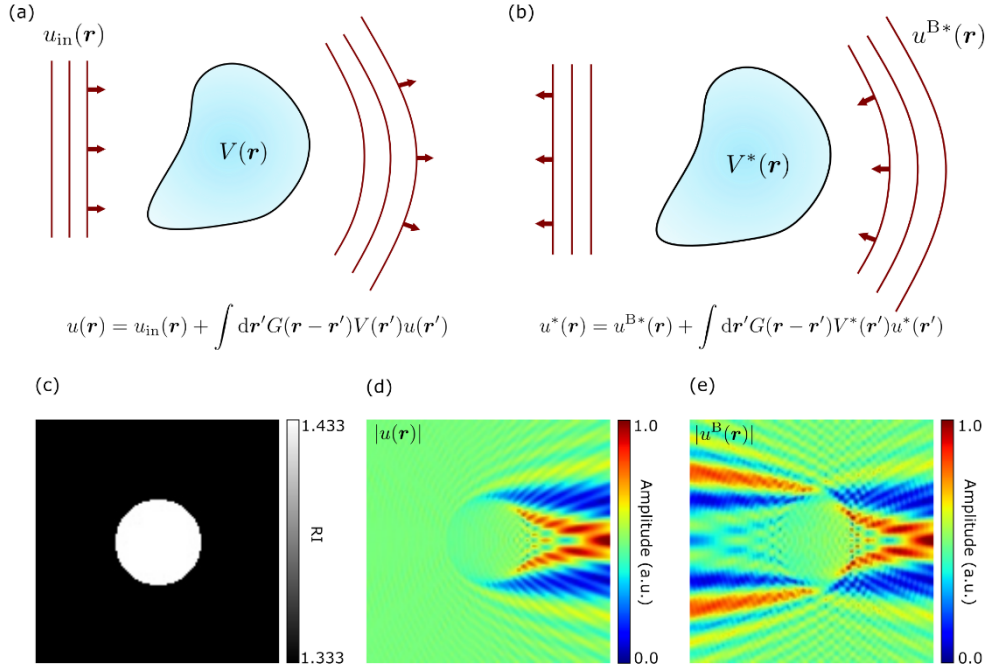 (a)
u_in(r)
V(r)
u(r) = u_in(r) + ∫ dr′G(r − r′)V(r′)u(r′)
(b)
u^B*(r)
V*(r)
u*(r) = u^B*(r) + ∫ dr′G(r − r′)V*(r′)u*(r′)
(c)
1.433
RI
1.333
(d)
|u(r)|
1.0
Amplitude (a.u.)
0.0
(e)
|u^B(r)|
1.0
Amplitude (a.u.)
0.0